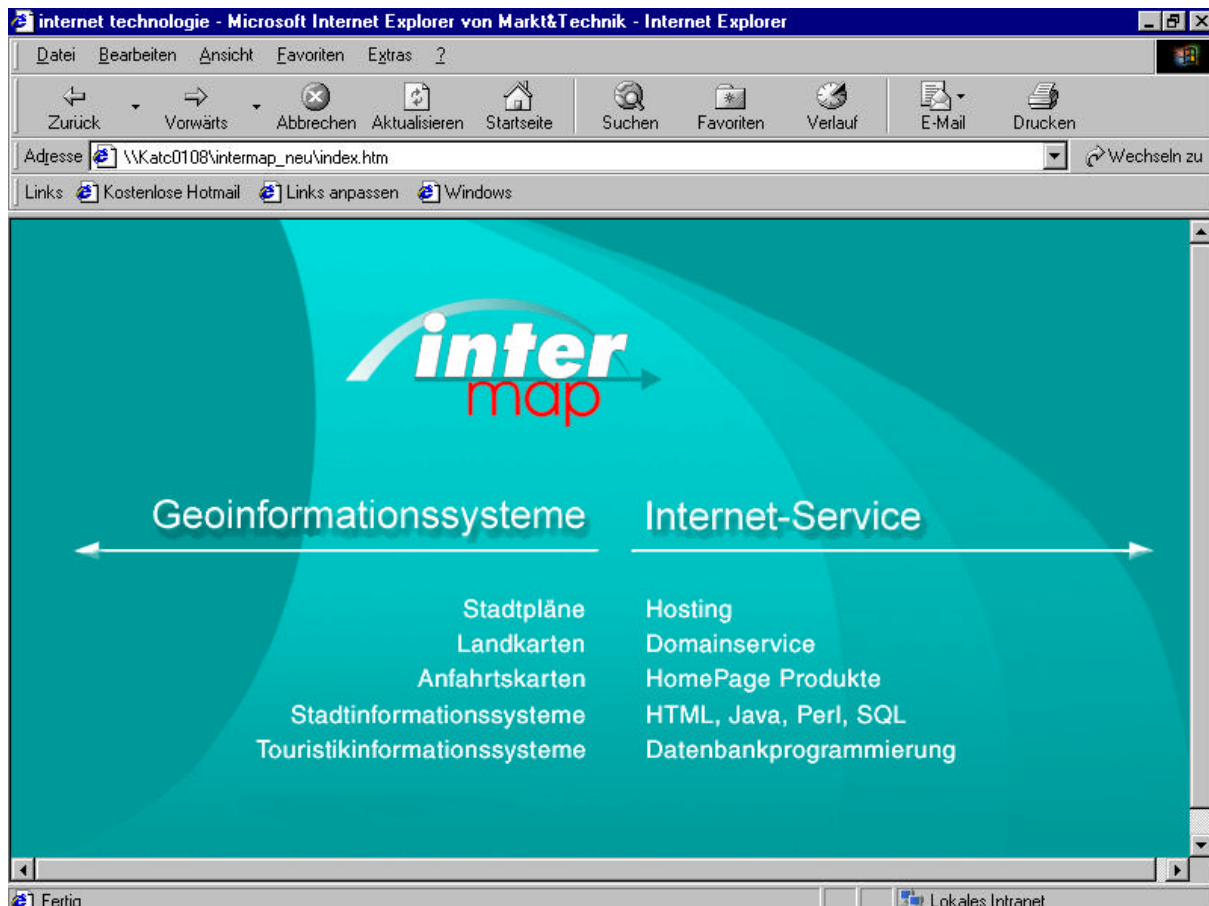 internet technologie - Microsoft Internet Explorer von Markt&Technik - Internet Explorer
Datei Bearbeiten Ansicht Favoriten Extras ?
Zurück Vorwärts Abbrechen Aktualisieren Startseite Suchen Favoriten Verlauf E-Mail Drucken
Adresse \\Katc0108\intermap_neu\index.htm Wechseln zu
Links Kostenlose Hotmail Links anpassen Windows
inter
map
Geoinformationssysteme Internet-Service
Stadtpläne Hosting
Landkarten Domainservice
Anfahrtskarten HomePage Produkte
Stadtinformationssysteme HTML, Java, Perl, SQL
Touristikinformationssysteme Datenbankprogrammierung
Fertig Lokales Intranet